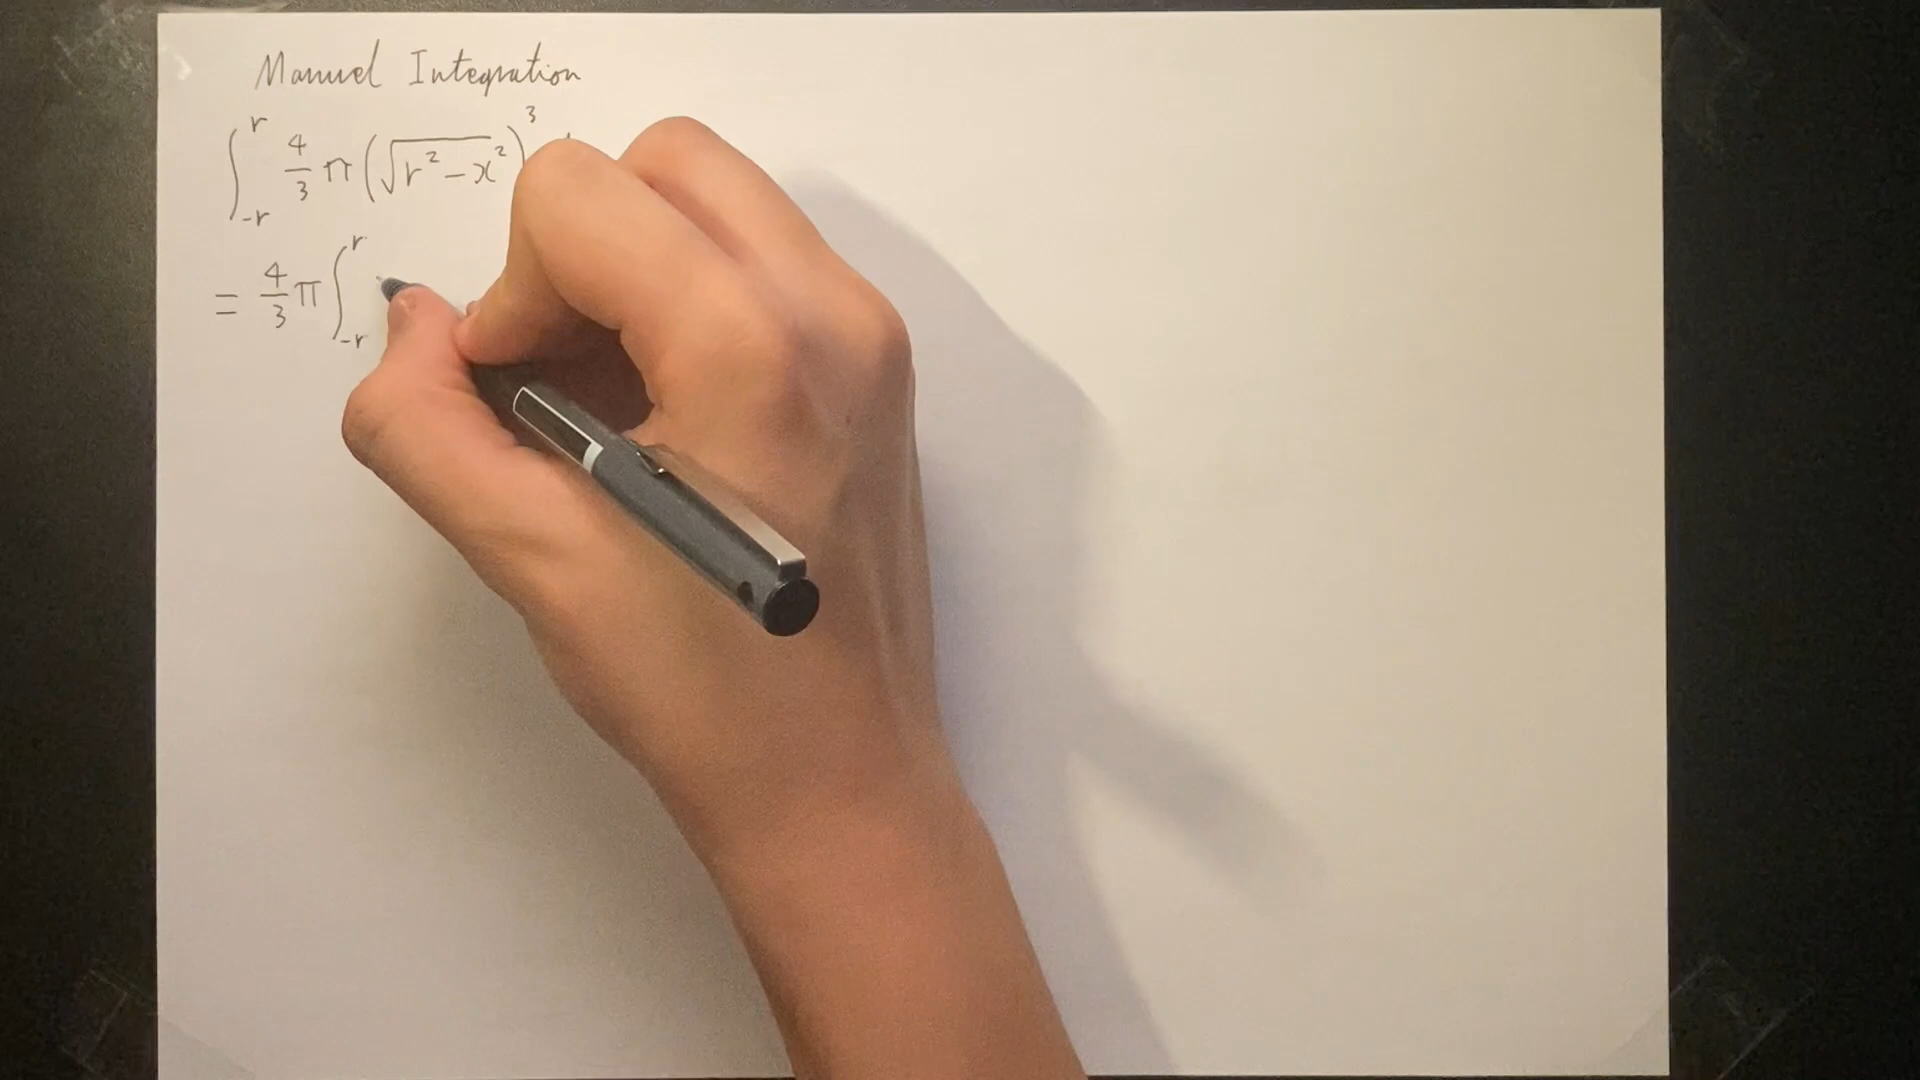 Manuel Integration
∫_{-r}^{r} 4/3 π (√(r² - x²))³
= 4/3 π ∫_{-r}^{r}